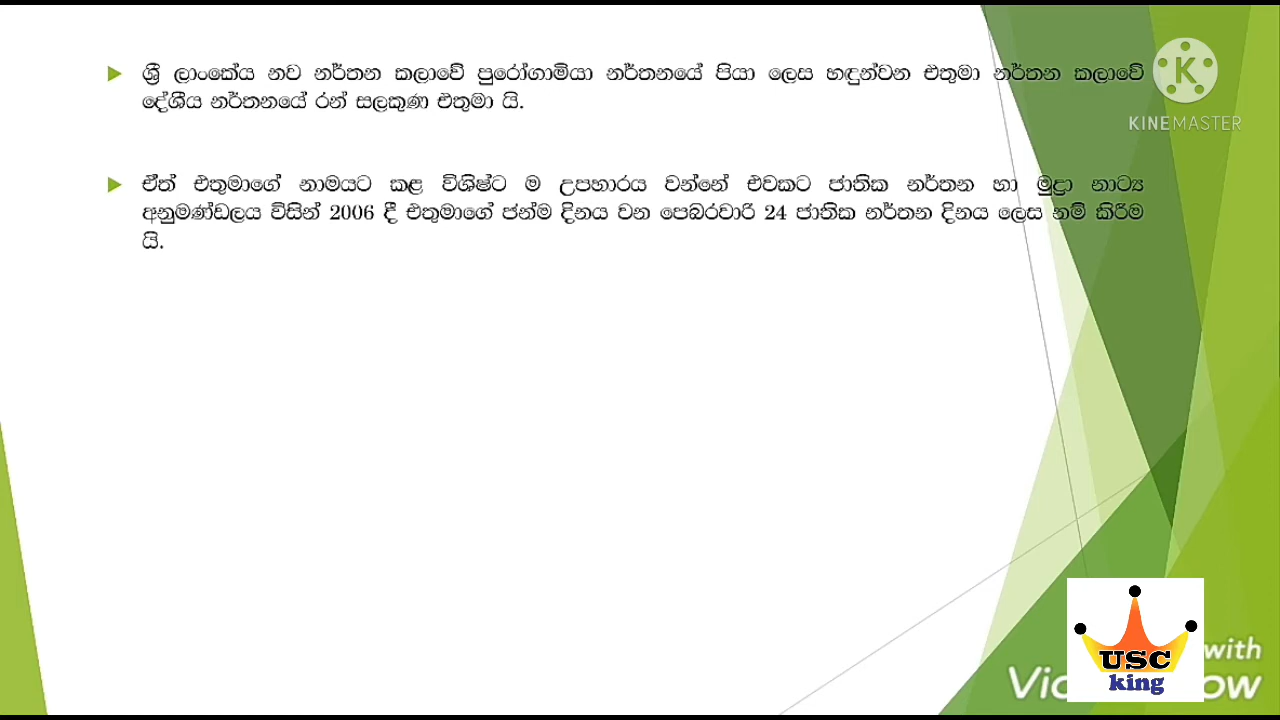 ශ්‍රී ලාංකේය නව නර්තන කලාවේ පුරෝගාමියා නර්තනයේ පියා ලෙස හඳුන්වන එතුමා නර්තන කලාවේ
දේශීය නර්තනයේ රන් සලකුණ එතුමා යි.
ඒත් එතුමාගේ නාමයට කළ විශිෂ්ට ම උපහාරය වන්නේ එවකට ජාතික නර්තන හා මුද්‍රා නාට්‍ය
අනුමණ්ඩලය විසින් 2006 දී එතුමාගේ ජන්ම දිනය වන පෙබරවාරි 24 ජාතික නර්තන දිනය ලෙස නම් කිරීම
යි.
K
KINEMASTER
with
USC
king